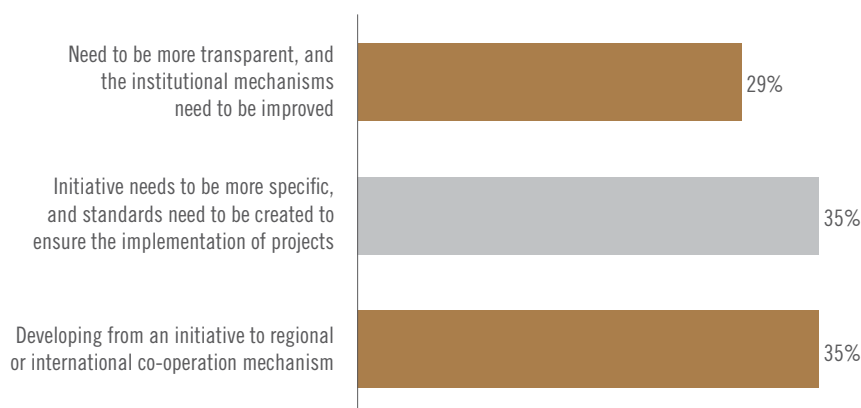 Need to be more transparent, and
the institutional mechanisms
need to be improved
29%
Initiative needs to be more specific,
and standards need to be created to
ensure the implementation of projects
35%
Developing from an initiative to regional
or international co-operation mechanism
35%